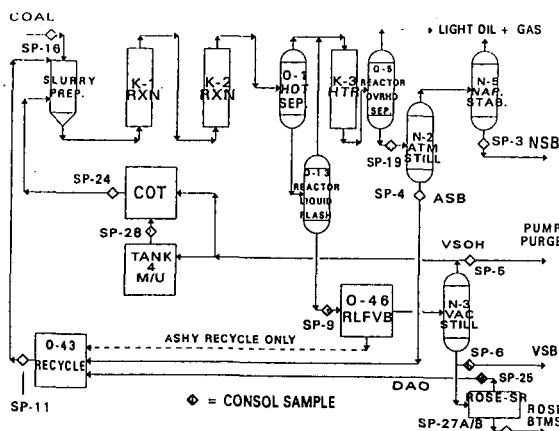 COAL
SP-16
SLURRY
PREP.
K-1
RXN
K-2
RXN
O-1
HOT
SEP.
K-3
HTR
O-5
REACTOR
OVRHD
SEP.
LIGHT OIL + GAS
N-5
NAP.
STAB.
N-2
ATM
STILL
SP-3
NSB
SP-19
SP-4
ASB
O-13
REACTOR
LIQUID
FLASH
SP-24
COT
SP-28
TANK
4
M/U
VSOH
PUMP
PURGE
SP-5
SP-9
O-46
RLFVB
N-3
VAC
STILL
ASHY RECYCLE ONLY
O-43
RECYCLE
SP-6
VSB
SP-25
DAO
ROSE-SR
SP-11
= CONSOL SAMPLE
SP-27A/B
ROSE
BTMS